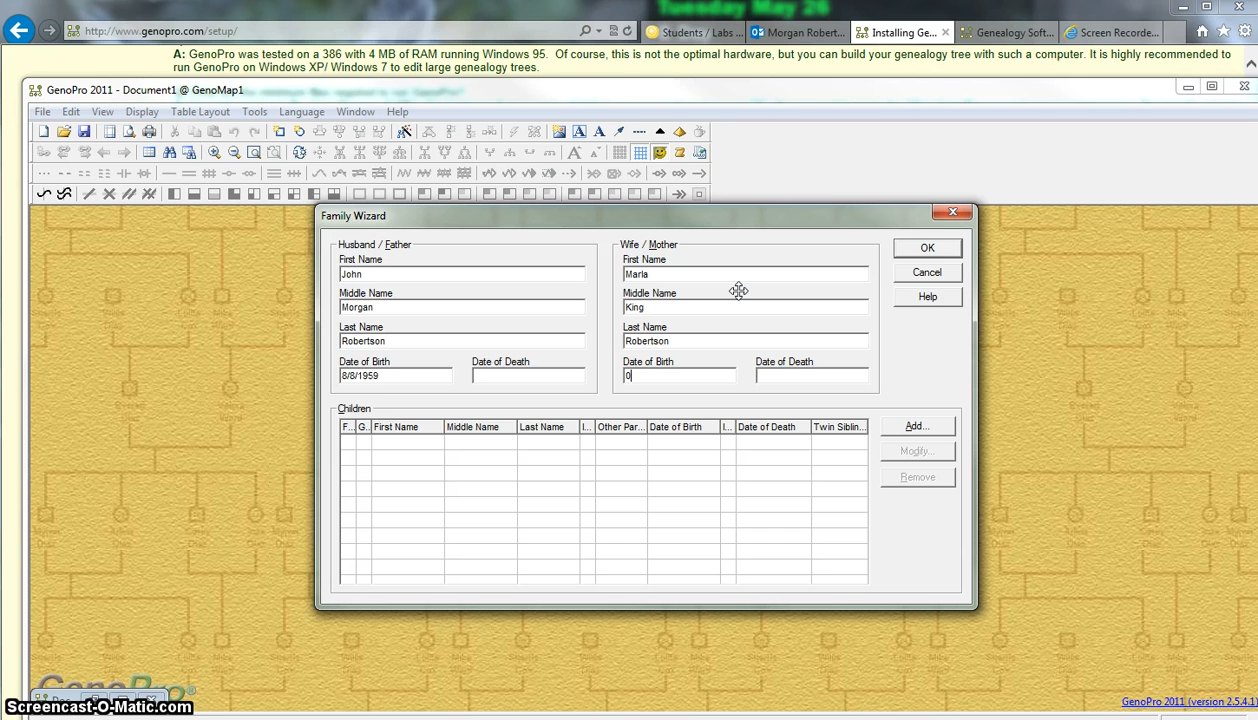 Tuesday May 26
http://www.genopro.com/setup/
Students / Labs ...
Morgan Robert...
Installing Ge...
Genealogy Soft...
Screen Recorde...
A: GenoPro was tested on a 386 with 4 MB of RAM running Windows 95. Of course, this is not the optimal hardware, but you can build your genealogy tree with such a computer. It is highly recommended to
run GenoPro on Windows XP/ Windows 7 to edit large genealogy trees.
GenoPro 2011 - Document1 @ GenoMap1
File Edit View Display Table Layout Tools Language Window Help
Family Wizard
Husband / Father
Wife / Mother
First Name
First Name
OK
John
Marla
Cancel
Middle Name
Middle Name
Help
Morgan
King
Last Name
Last Name
Robertson
Robertson
Date of Birth
Date of Death
Date of Birth
Date of Death
8/8/1959
0
Children
F... G.. First Name Middle Name Last Name I... Other Par... Date of Birth I... Date of Death Twin Siblin...
Add...
Modify...
Remove
GenoPro®
Screencast-O-Matic.com
GenoPro 2011 (version 2.5.4.1)